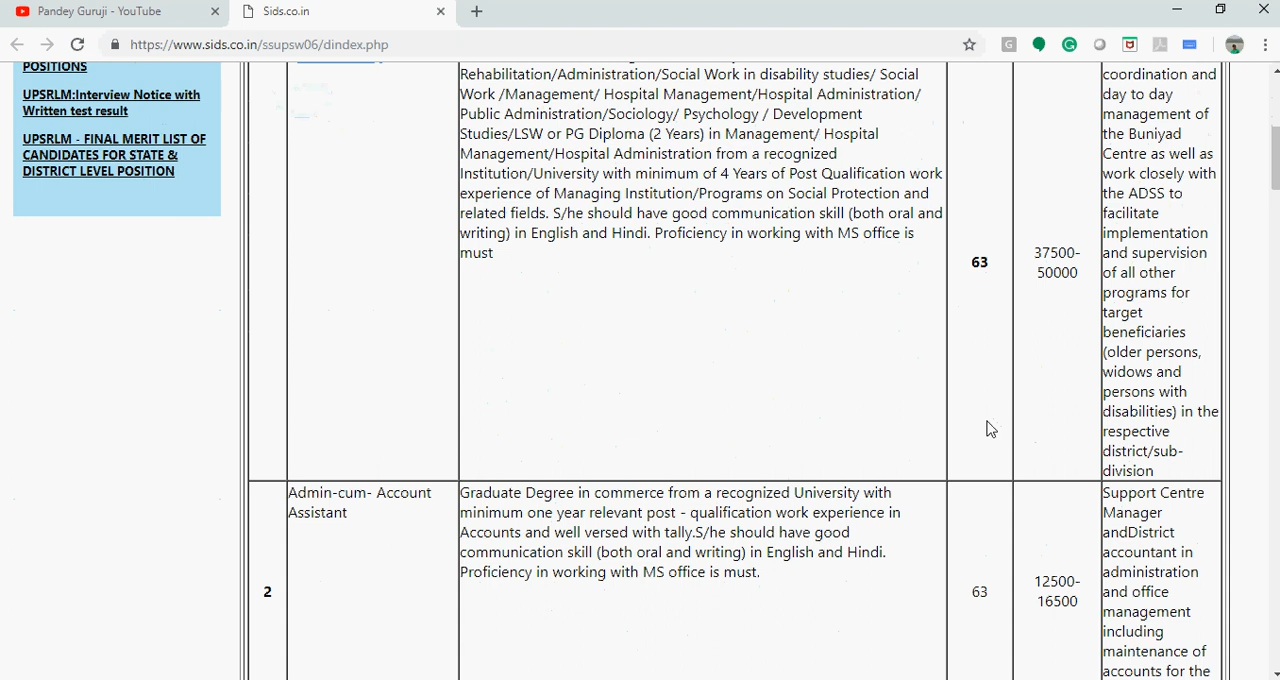 Pandey Guruji - YouTube
Sids.co.in
https://www.sids.co.in/ssupsw06/dindex.php
POSITIONS
UPSRLM:Interview Notice with
Written test result
UPSRLM - FINAL MERIT LIST OF
CANDIDATES FOR STATE &
DISTRICT LEVEL POSITION
Rehabilitation/Administration/Social Work in disability studies/ Social
Work /Management/ Hospital Management/Hospital Administration/
Public Administration/Sociology/ Psychology / Development
Studies/LSW or PG Diploma (2 Years) in Management/ Hospital
Management/Hospital Administration from a recognized
Institution/University with minimum of 4 Years of Post Qualification work
experience of Managing Institution/Programs on Social Protection and
related fields. S/he should have good communication skill (both oral and
writing) in English and Hindi. Proficiency in working with MS office is
must
63
37500-
50000
coordination and
day to day
management of
the Buniyad
Centre as well as
work closely with
the ADSS to
facilitate
implementation
and supervision
of all other
programs for
target
beneficiaries
(older persons,
widows and
persons with
disabilities) in the
respective
district/sub-
division
2
Admin-cum- Account
Assistant
Graduate Degree in commerce from a recognized University with
minimum one year relevant post - qualification work experience in
Accounts and well versed with tally.S/he should have good
communication skill (both oral and writing) in English and Hindi.
Proficiency in working with MS office is must.
63
12500-
16500
Support Centre
Manager
andDistrict
accountant in
administration
and office
management
including
maintenance of
accounts for the